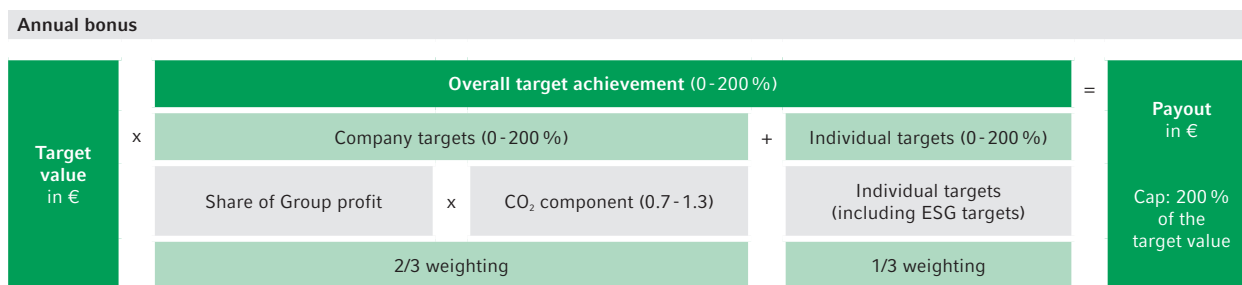 Annual bonus
Target
value
in €
x
Overall target achievement (0-200 %)
Company targets (0-200 %)
+
Individual targets (0-200 %)
Share of Group profit
x
CO₂ component (0.7-1.3)
Individual targets
(including ESG targets)
2/3 weighting
1/3 weighting
=
Payout
in €
Cap: 200 %
of the
target value